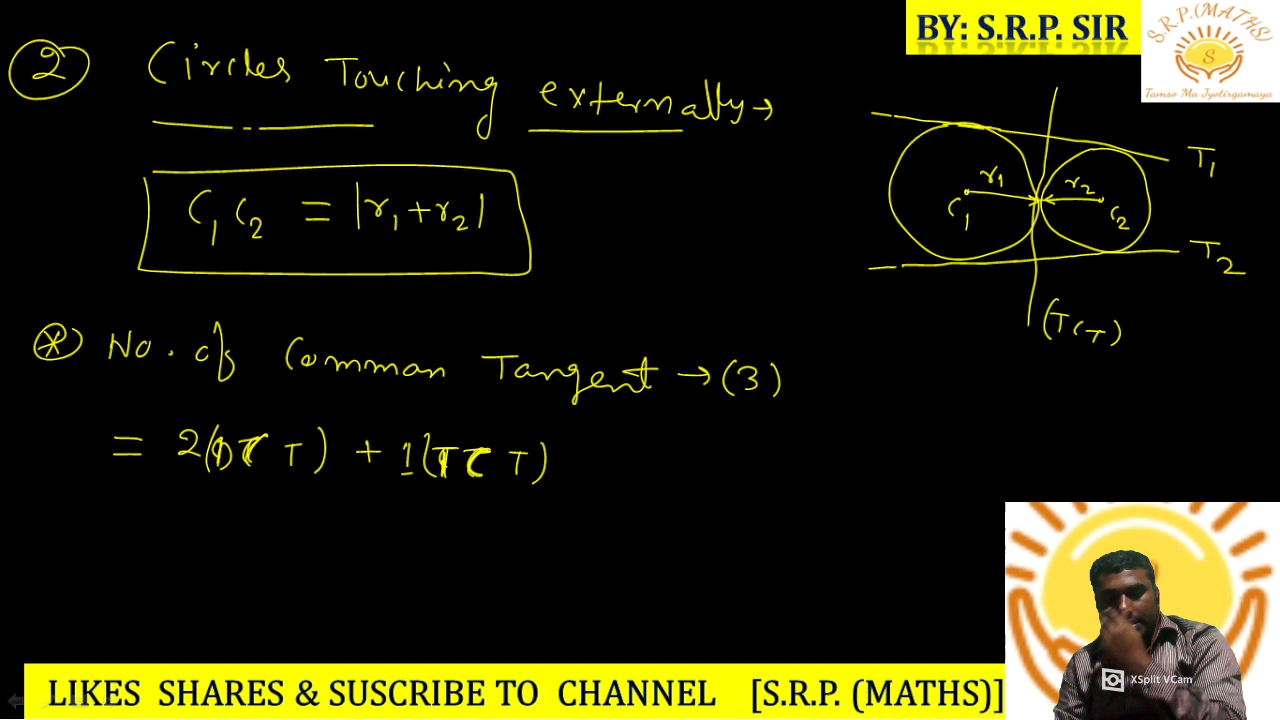 BY: S.R.P. SIR
S.R.P.(MATHS)
S
Tamso Ma Jyotirgamaya
② Circles Touching externally →
C₁C₂ = |r₁+r₂|
r₁
r₂
C₁
C₂
T₁
T₂
(TCT)
* No. of Common Tangent → (3)
= 2(DCT) + 1(TCT)
XSplit VCam
LIKES SHARES & SUSCRIBE TO CHANNEL [S.R.P. (MATHS)]